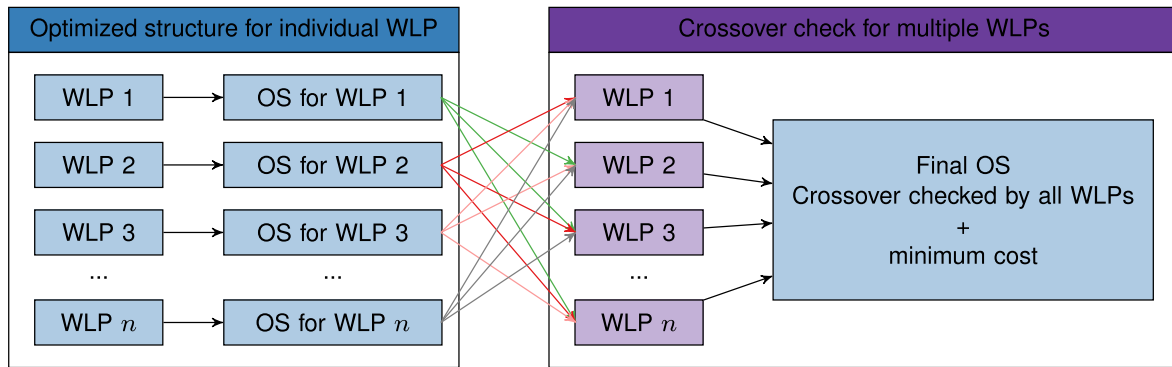 Optimized structure for individual WLP
WLP 1
OS for WLP 1
WLP 2
OS for WLP 2
WLP 3
OS for WLP 3
...
...
WLP n
OS for WLP n
Crossover check for multiple WLPs
WLP 1
WLP 2
WLP 3
...
WLP n
Final OS
Crossover checked by all WLPs
+
minimum cost